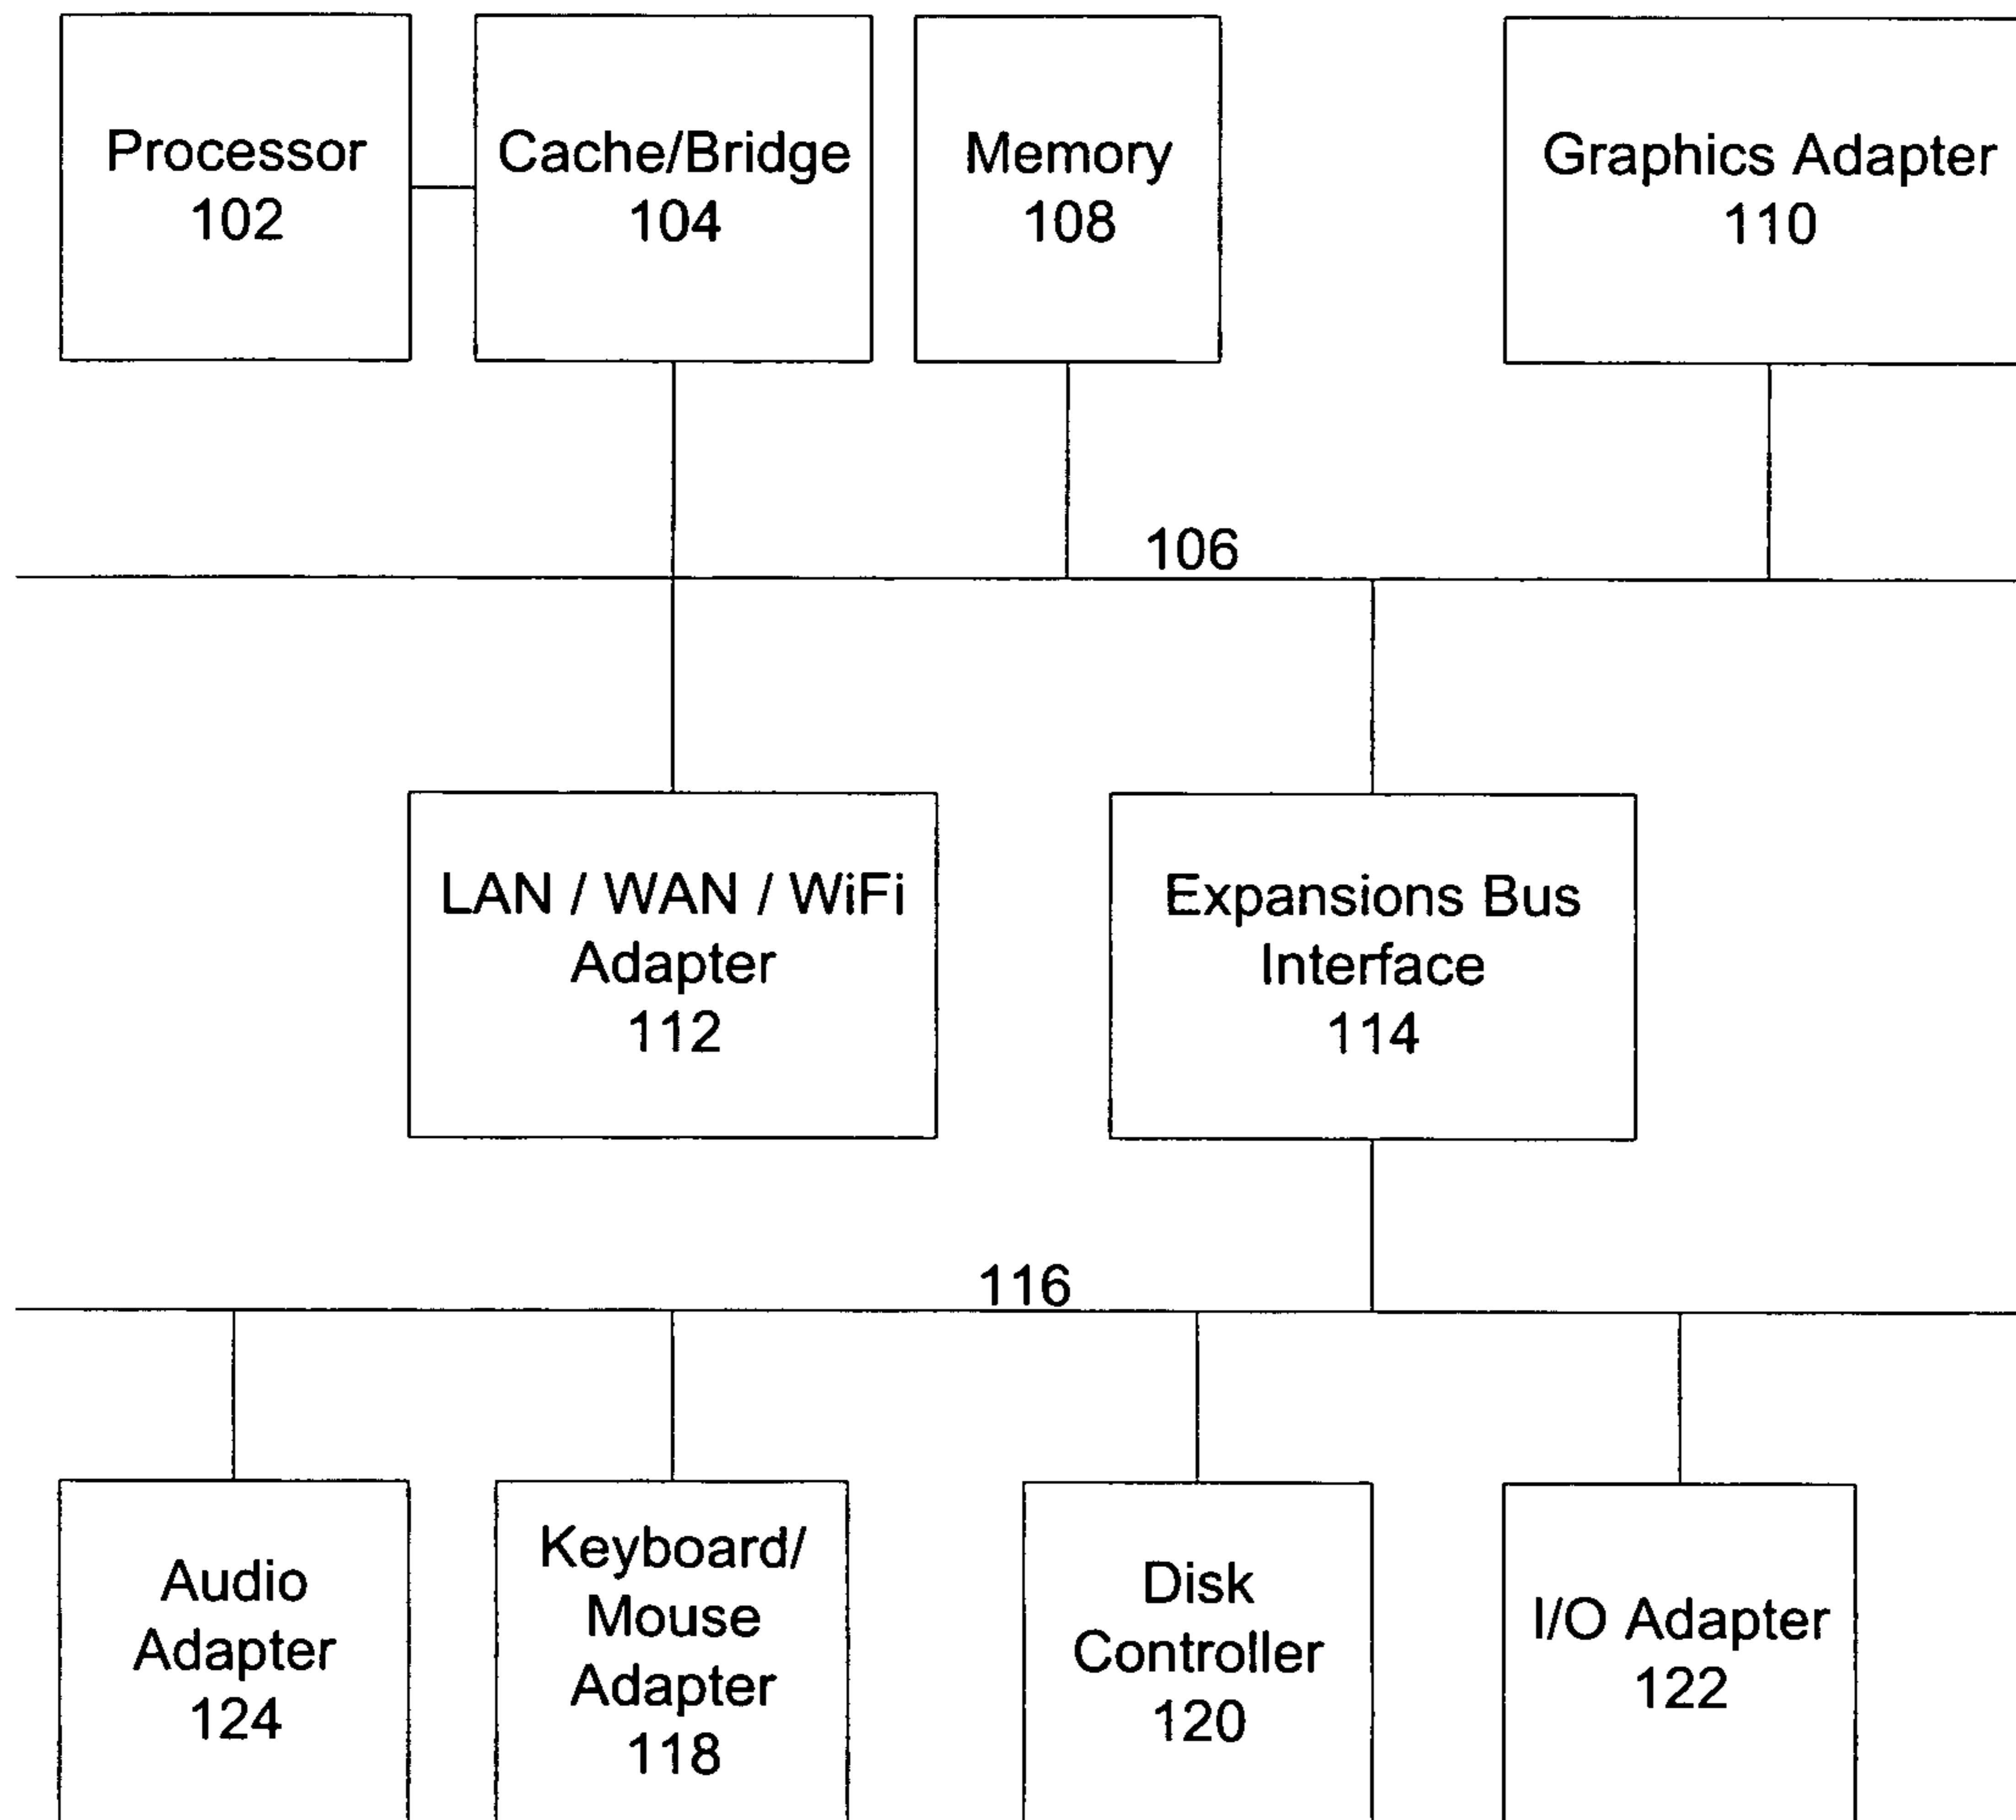 Processor
102
Cache/Bridge
104
Memory
108
Graphics Adapter
110
106
LAN / WAN / WiFi
Adapter
112
Expansions Bus
Interface
114
116
Audio
Adapter
124
Keyboard/
Mouse
Adapter
118
Disk
Controller
120
I/O Adapter
122